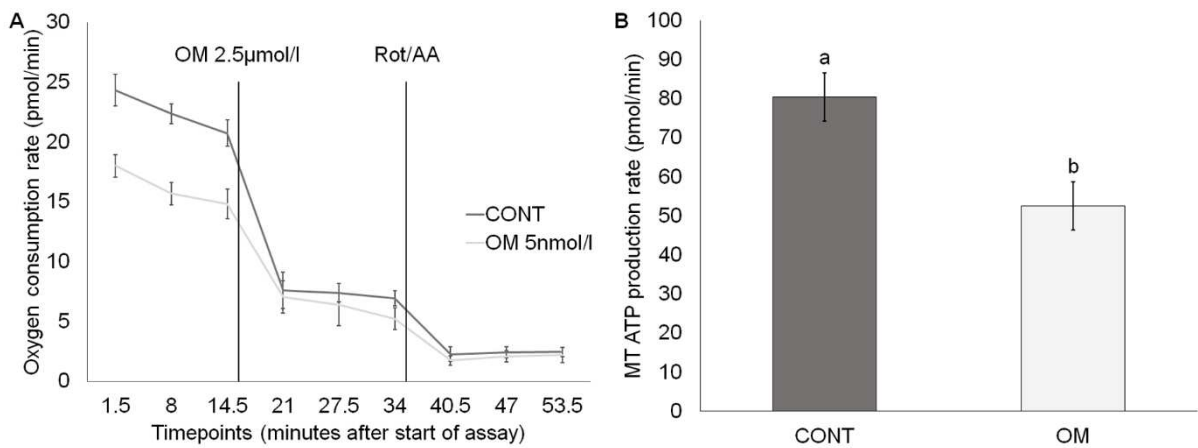 A
Oxygen consumption rate (pmol/min)
30
25
20
15
10
5
0
OM 2.5µmol/l
Rot/AA
CONT
OM 5nmol/l
1.5 8 14.5 21 27.5 34 40.5 47 53.5
Timepoints (minutes after start of assay)
B
MT ATP production rate (pmol/min)
100
90
80
70
60
50
40
30
20
10
0
a
b
CONT OM